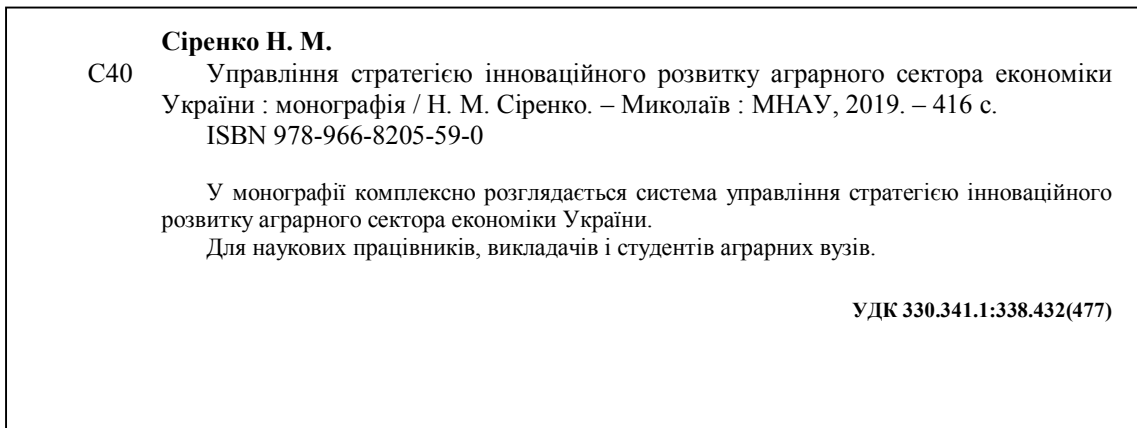 Сіренко Н. М.
С40 Управління стратегією інноваційного розвитку аграрного сектора економіки
України : монографія / Н. М. Сіренко. – Миколаїв : МНАУ, 2019. – 416 с.
ISBN 978-966-8205-59-0
У монографії комплексно розглядається система управління стратегією інноваційного
розвитку аграрного сектора економіки України.
Для наукових працівників, викладачів і студентів аграрних вузів.
УДК 330.341.1:338.432(477)